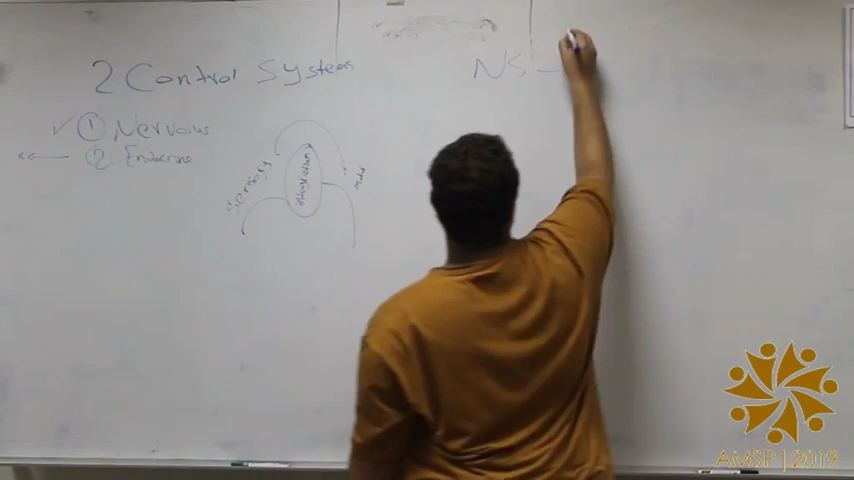 2 Control Systems
✓ ① Nervous
x ← ② Endocrine
Sensory
integration
motor
NS -
AMSP | 2019